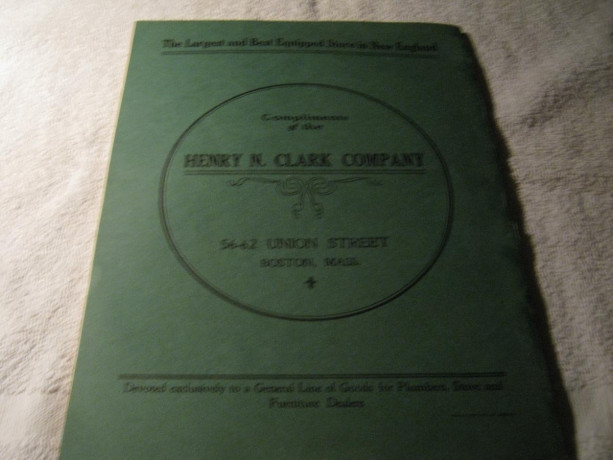 The Largest and Best Equipped Store in New England
Compliments
of the
HENRY N. CLARK COMPANY
54-62 UNION STREET
BOSTON, MASS.
Devoted exclusively to a General Line of Goods for Plumbers, Stove and
Furniture Dealers